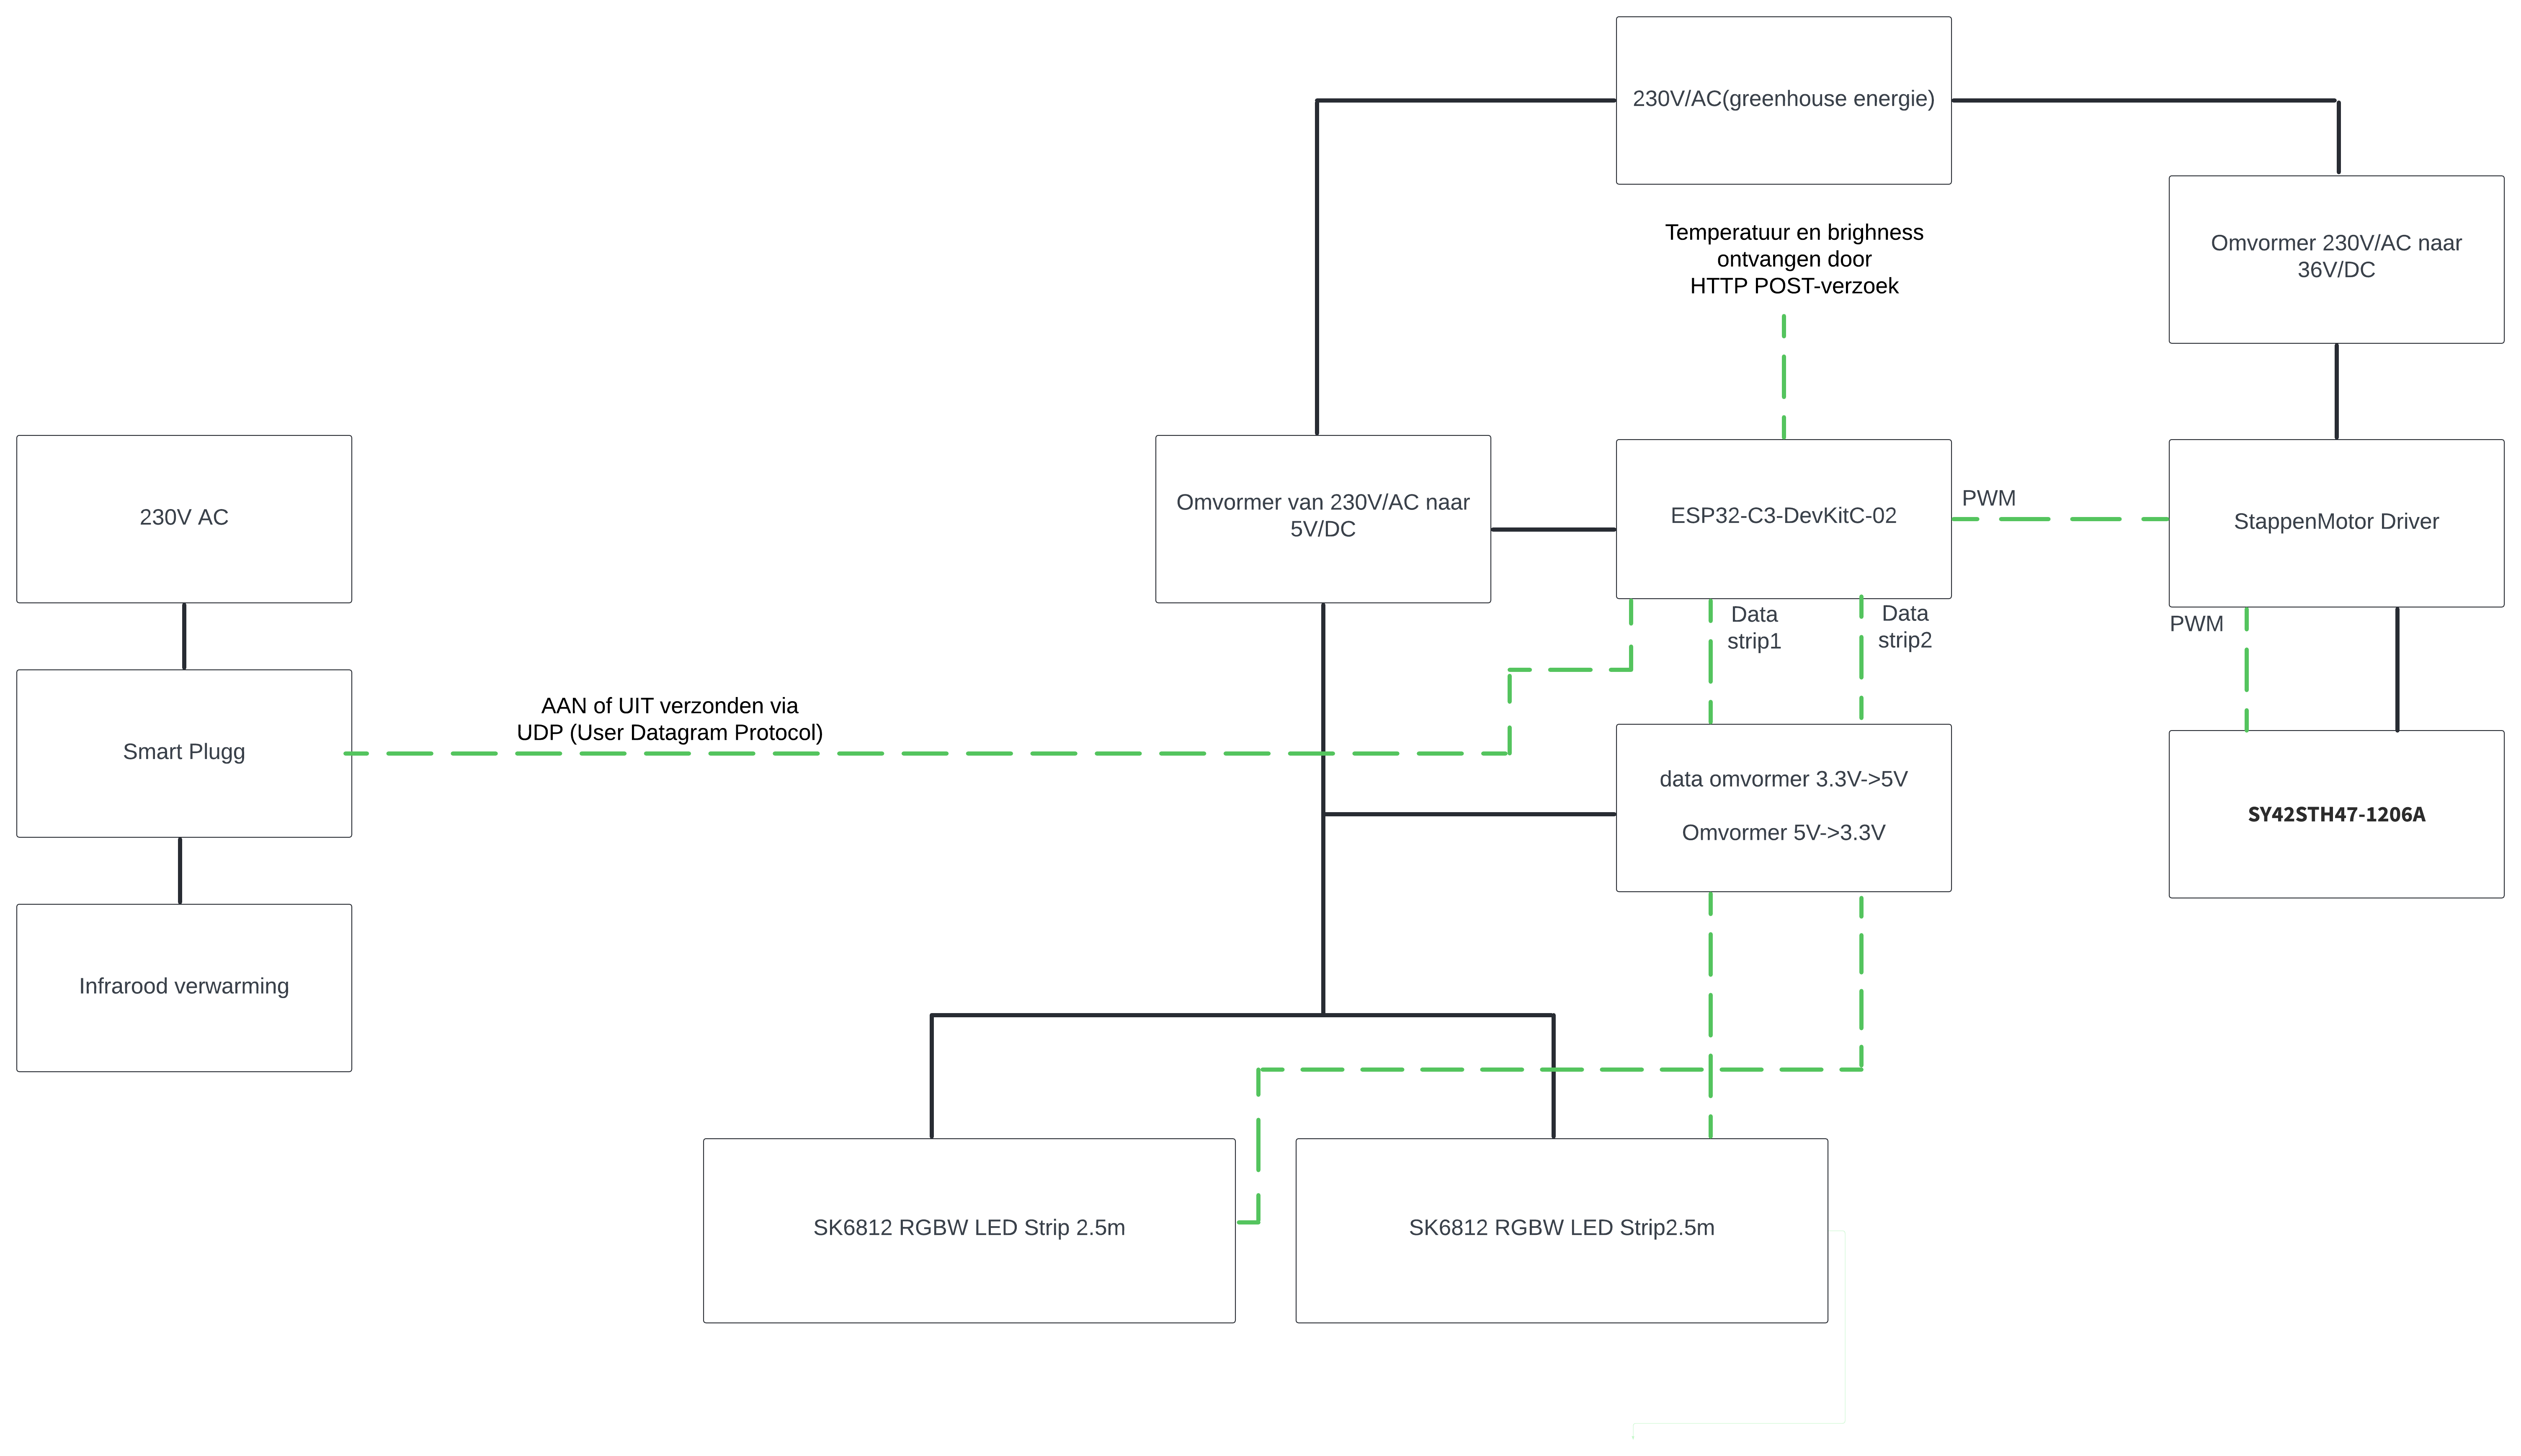 230V/AC(greenhouse energie)
Temperatuur en brighness
ontvangen door
HTTP POST-verzoek
Omvormer 230V/AC naar
36V/DC
230V AC
Omvormer van 230V/AC naar
5V/DC
ESP32-C3-DevKitC-02
PWM
StappenMotor Driver
Data
strip1
Data
strip2
PWM
AAN of UIT verzonden via
UDP (User Datagram Protocol)
Smart Plugg
data omvormer 3.3V->5V
Omvormer 5V->3.3V
SY42STH47-1206A
Infrarood verwarming
SK6812 RGBW LED Strip 2.5m
SK6812 RGBW LED Strip2.5m